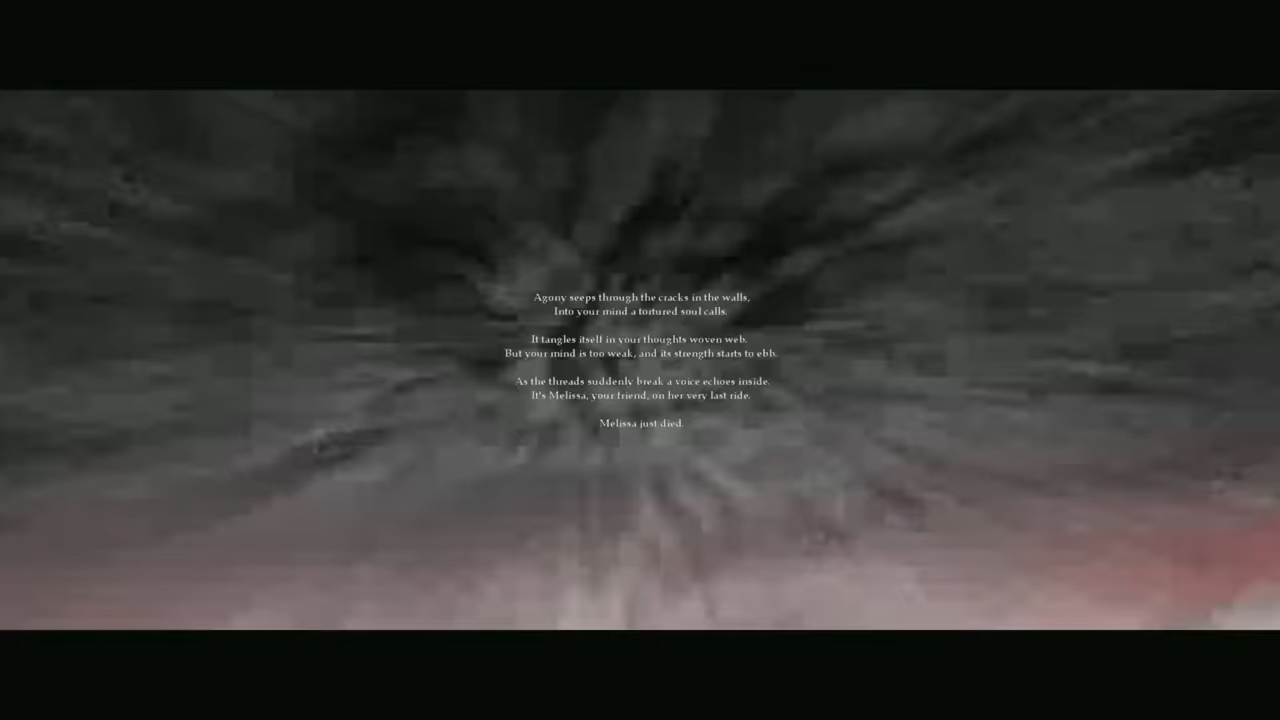 Agony seeps through the cracks in the walls,
Into your mind a tortured soul calls.
It tangles itself in your thoughts woven web.
But your mind is too weak, and its strength starts to ebb.
As the threads suddenly break a voice echoes inside.
It's Melissa, your friend, on her very last ride.
Melissa just died.